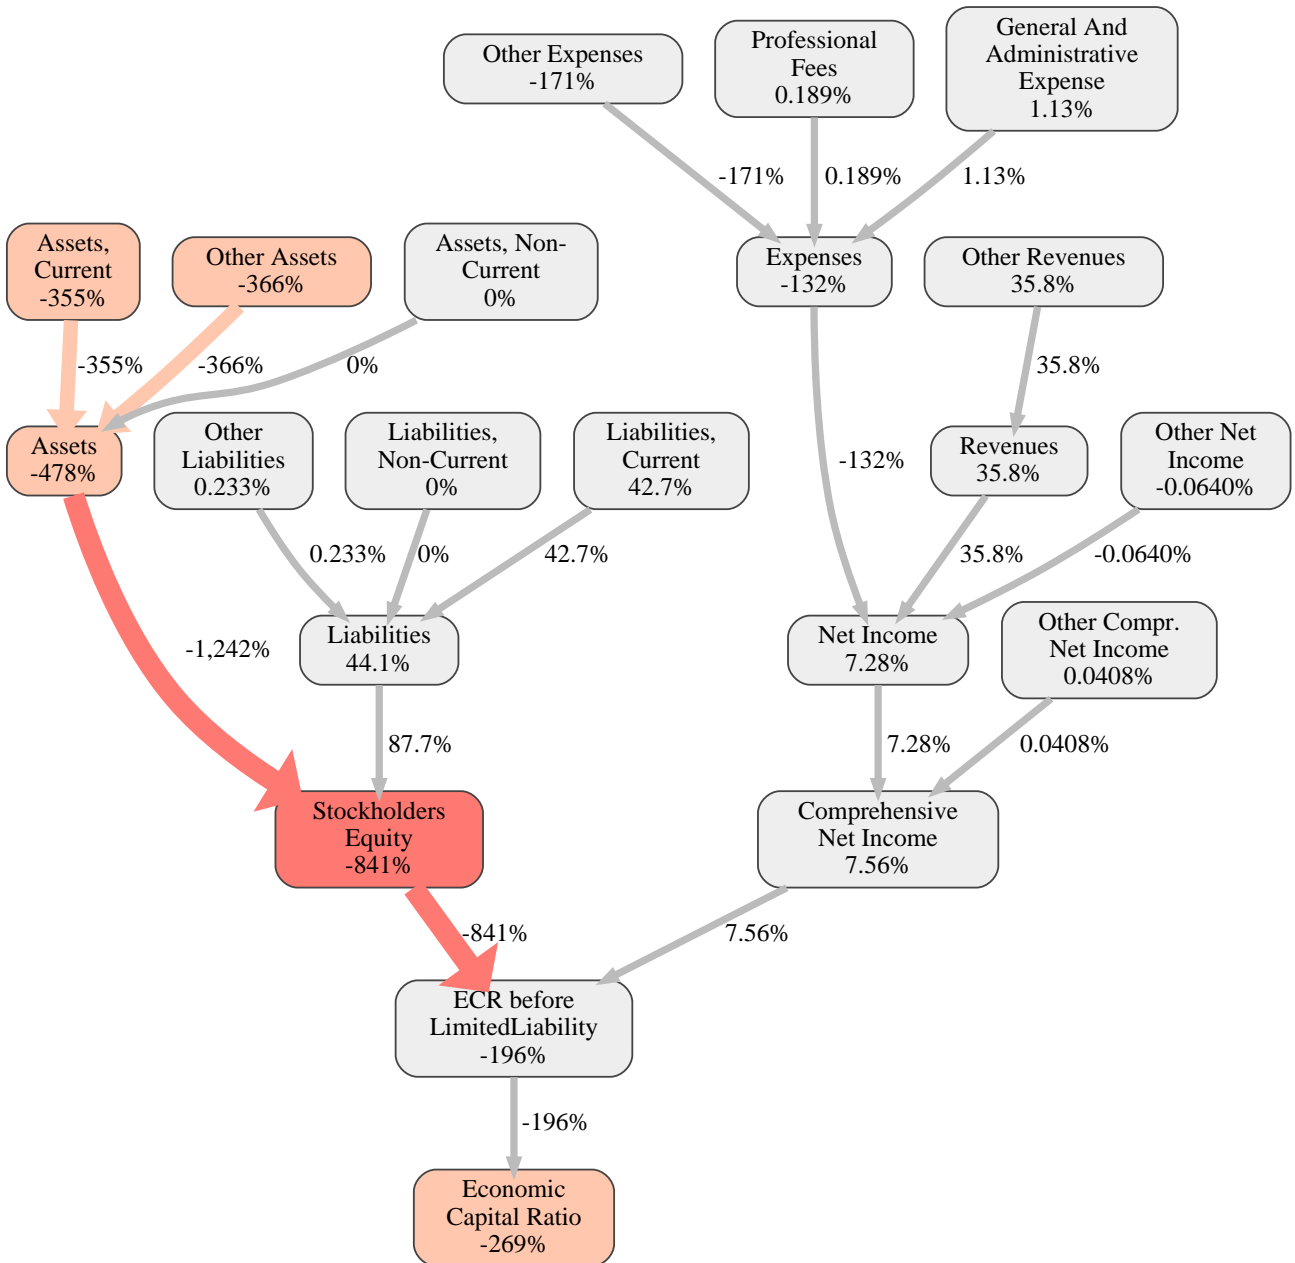 Other Expenses
-171%
Professional
Fees
0.189%
General And
Administrative
Expense
1.13%
-171%
0.189%
1.13%
Assets,
Current
-355%
Other Assets
-366%
Assets, Non-
Current
0%
Expenses
-132%
Other Revenues
35.8%
-355%
-366%
0%
35.8%
Assets
-478%
Other
Liabilities
0.233%
Liabilities,
Non-Current
0%
Liabilities,
Current
42.7%
-132%
Revenues
35.8%
Other Net
Income
-0.0640%
0.233%
0%
42.7%
35.8%
-0.0640%
-1,242%
Liabilities
44.1%
Net Income
7.28%
Other Compr.
Net Income
0.0408%
87.7%
7.28%
0.0408%
Stockholders
Equity
-841%
Comprehensive
Net Income
7.56%
-841%
7.56%
ECR before
LimitedLiability
-196%
-196%
Economic
Capital Ratio
-269%